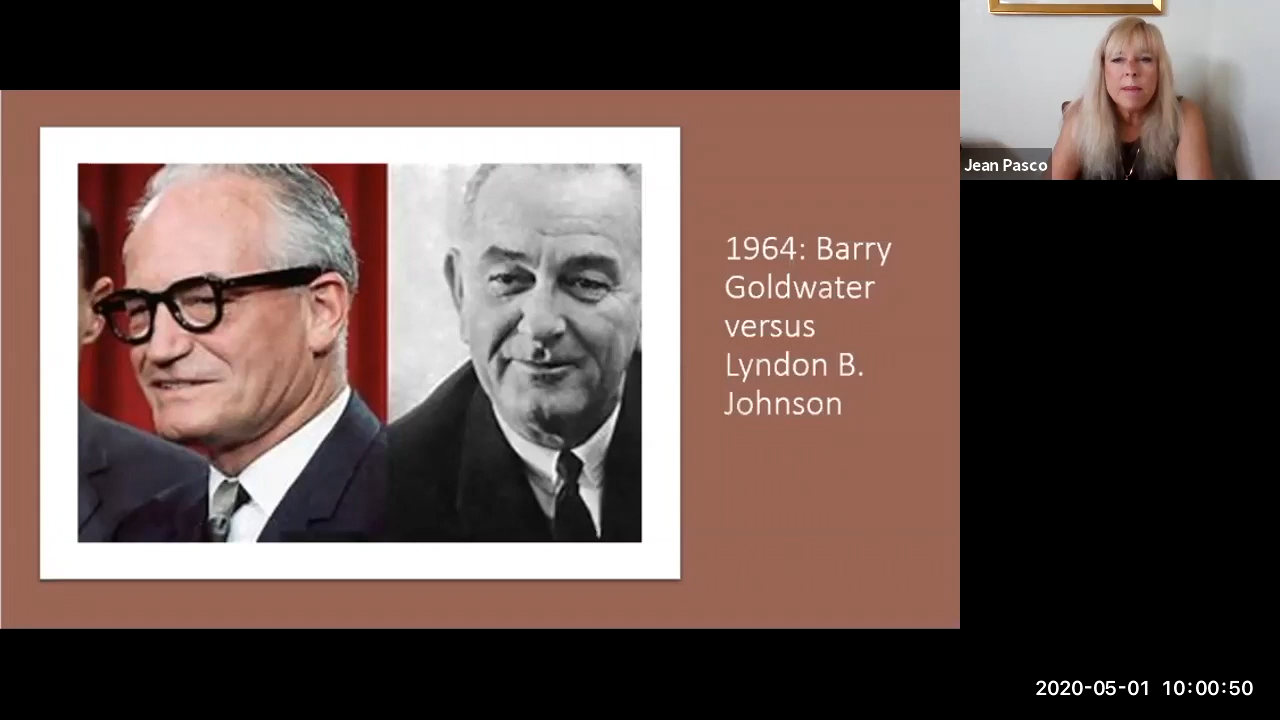 Jean Pasco
1964: Barry
Goldwater
versus
Lyndon B.
Johnson
2020-05-01 10:00:50